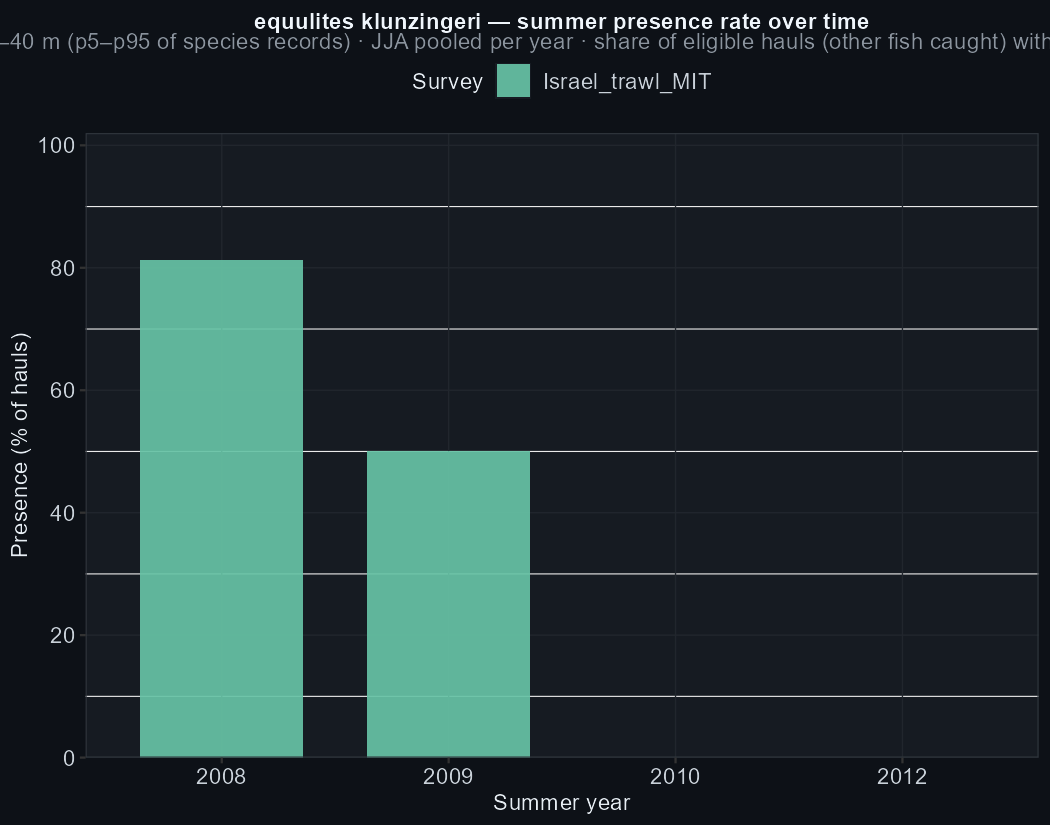 equulites klunzingeri — summer presence rate over time
–40 m (p5–p95 of species records) · JJA pooled per year · share of eligible hauls (other fish caught) with
Survey Israel_trawl_MIT
100
80
60
40
20
0
Presence (% of hauls)
2008 2009 2010 2012
Summer year